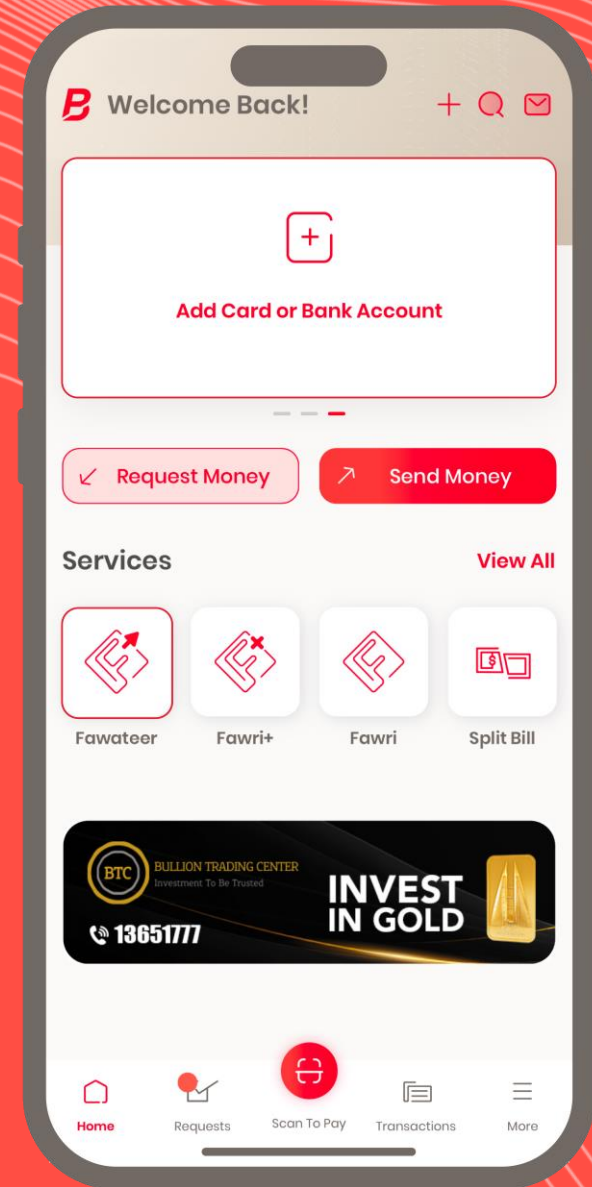 B Welcome Back!
Add Card or Bank Account
Request Money
Send Money
Services
View All
Fawateer
Fawri+
Fawri
Split Bill
BTC
BULLION TRADING CENTER
Investment To Be Trusted
13651777
INVEST
IN GOLD
Home
Requests
Scan To Pay
Transactions
More